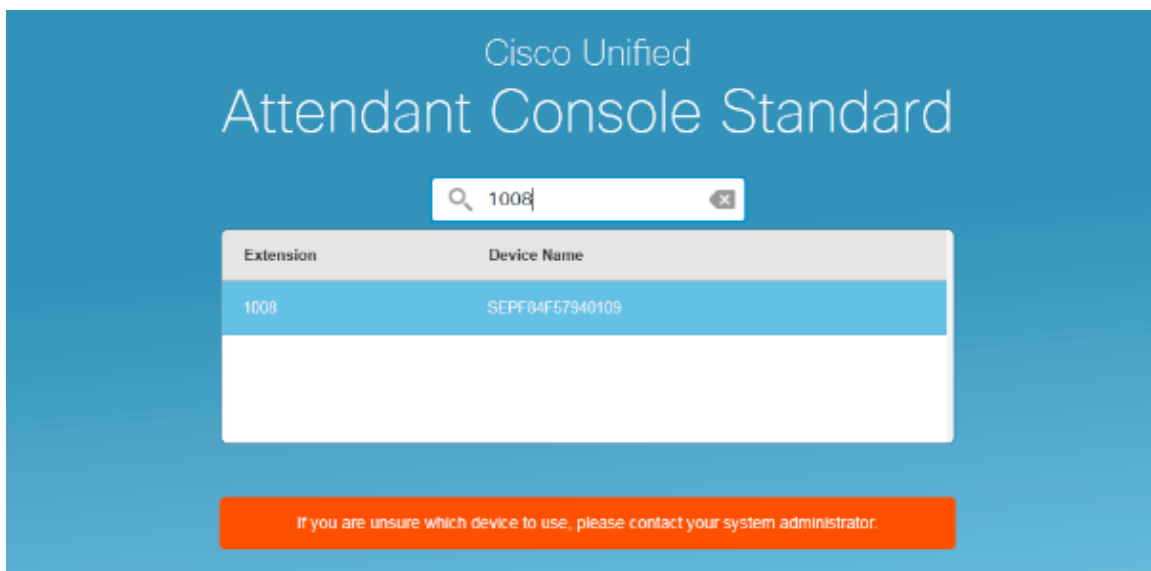 Cisco Unified
Attendant Console Standard
1008
Extension Device Name
1008 SEPF84F57940109
If you are unsure which device to use, please contact your system administrator.